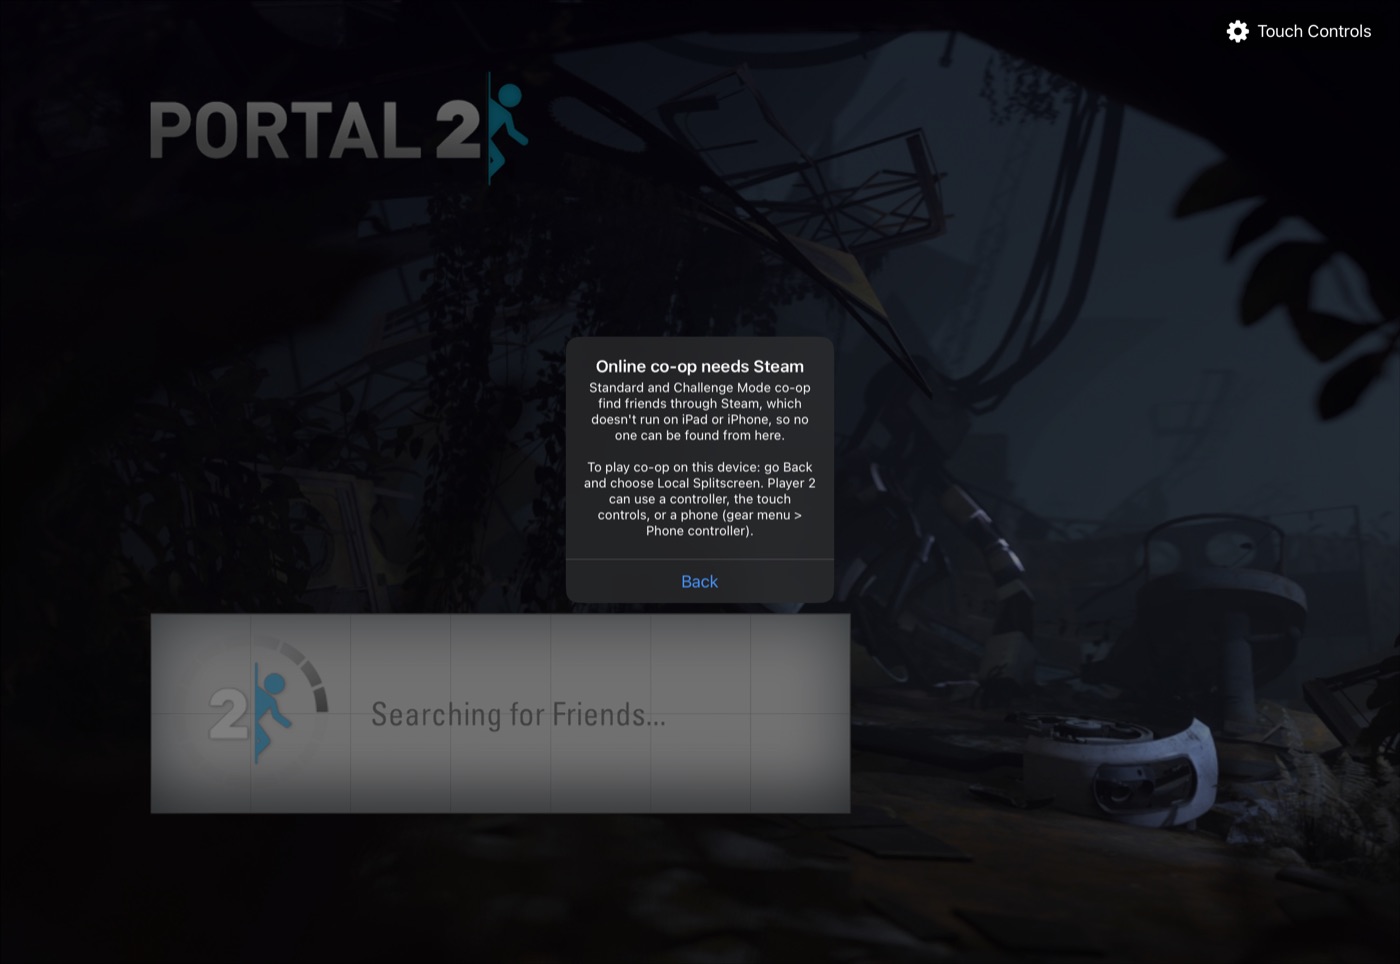 Touch Controls
PORTAL 2
Online co-op needs Steam
Standard and Challenge Mode co-op
find friends through Steam, which
doesn't run on iPad or iPhone, so no
one can be found from here.
To play co-op on this device: go Back
and choose Local Splitscreen. Player 2
can use a controller, the touch
controls, or a phone (gear menu >
Phone controller).
Back
2
Searching for Friends...